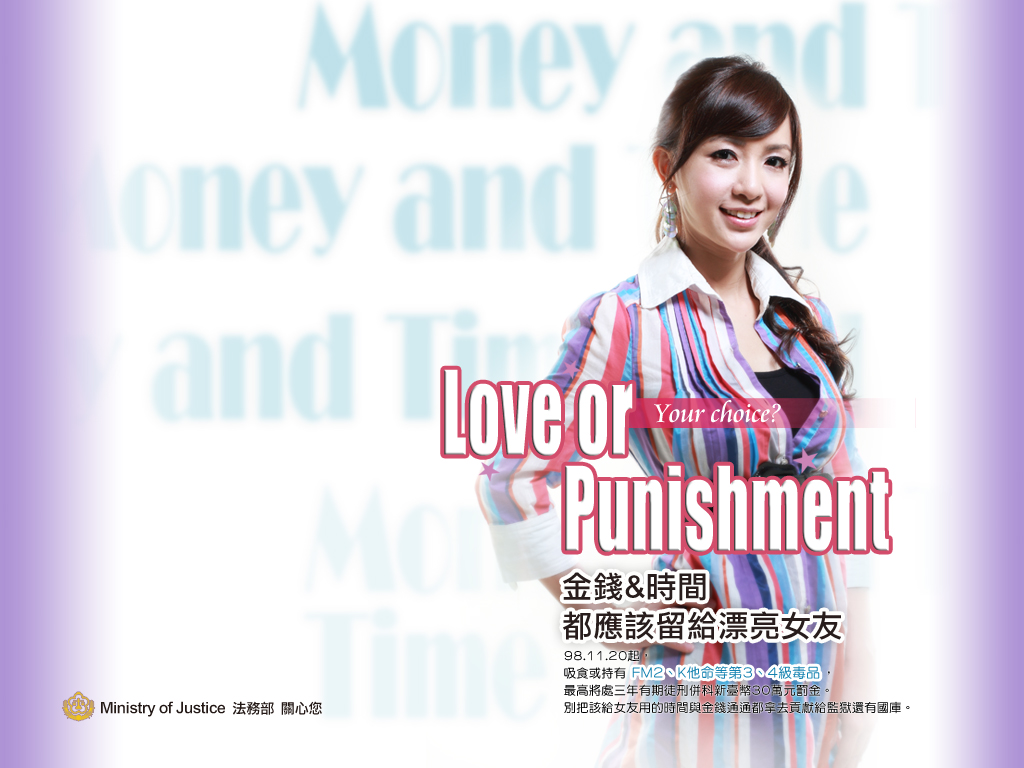 Money and T
Money and Time
y and Time
Love or
Your choice?
Punishment
Mon
Time
金錢&時間
都應該留給漂亮女友
98.11.20起，
吸食或持有 FM2、K他命等第3、4級毒品，
最高將處三年有期徒刑併科新臺幣30萬元罰金。
別把該給女友用的時間與金錢通通都拿去貢獻給監獄還有國庫。
Ministry of Justice 法務部 關心您